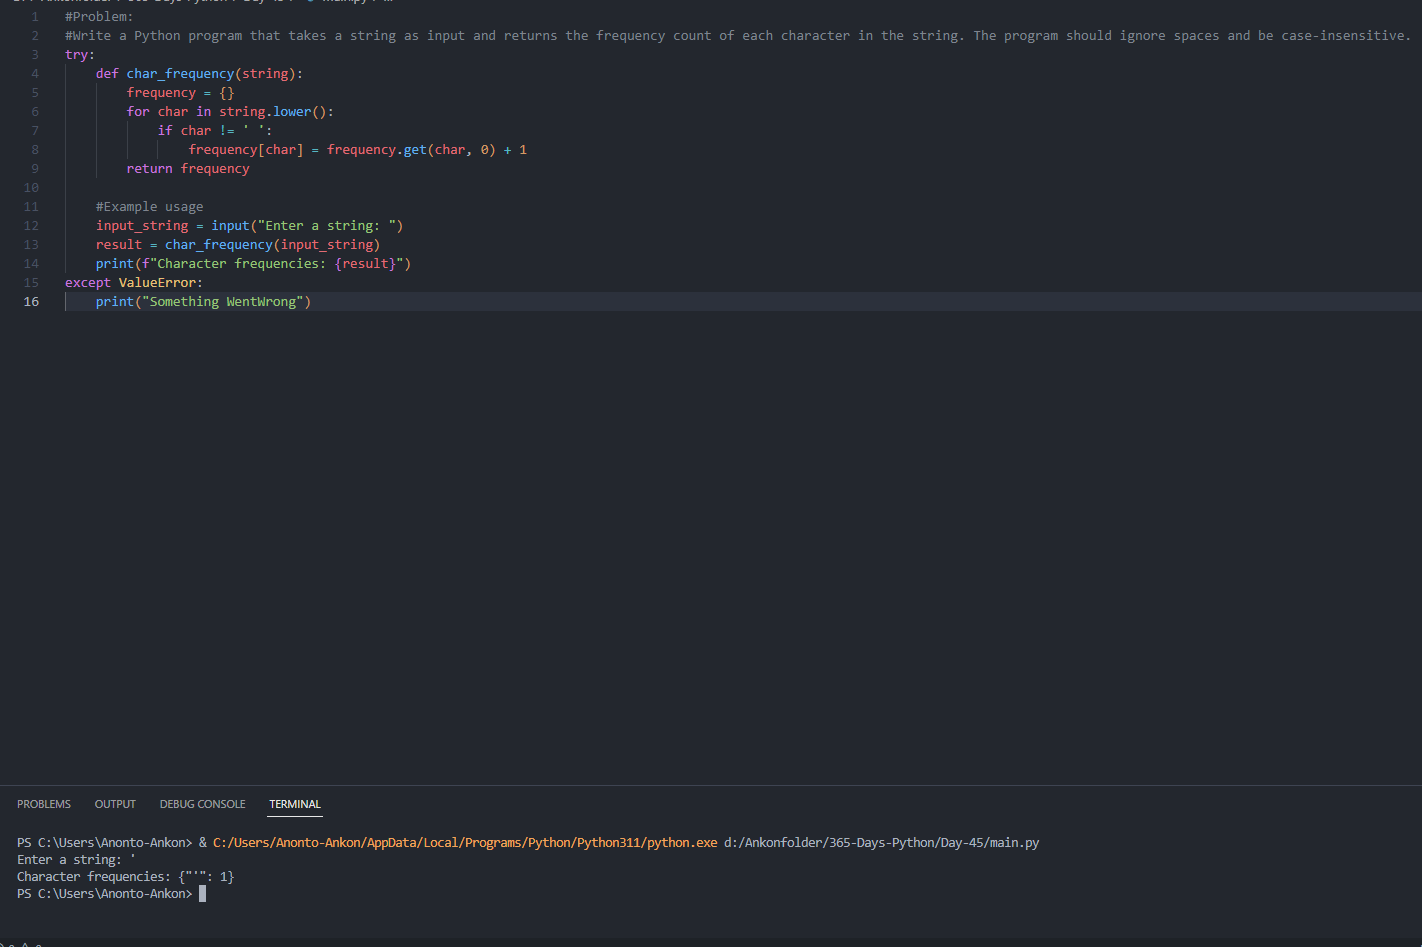 1 #Problem:
2 #Write a Python program that takes a string as input and returns the frequency count of each character in the string. The program should ignore spaces and be case-insensitive.
3 try:
4     def char_frequency(string):
5         frequency = {}
6         for char in string.lower():
7             if char != ' ':
8                 frequency[char] = frequency.get(char, 0) + 1
9         return frequency
10
11     #Example usage
12     input_string = input("Enter a string: ")
13     result = char_frequency(input_string)
14     print(f"Character frequencies: {result}")
15 except ValueError:
16     print("Something WentWrong")
PROBLEMS OUTPUT DEBUG CONSOLE TERMINAL
PS C:\Users\Anonto-Ankon> & C:/Users/Anonto-Ankon/AppData/Local/Programs/Python/Python311/python.exe d:/Ankonfolder/365-Days-Python/Day-45/main.py
Enter a string: '
Character frequencies: {"'": 1}
PS C:\Users\Anonto-Ankon>